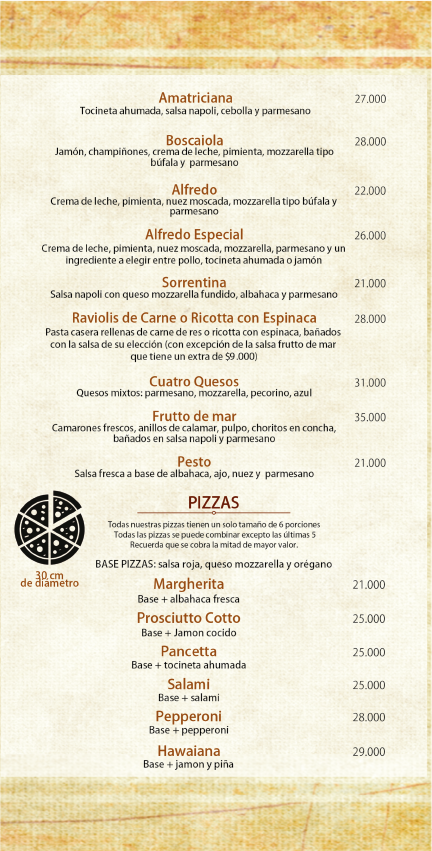 Amatriciana 27.000
Tocineta ahumada, salsa napoli, cebolla y parmesano
Boscaiola 28.000
Jamón, champiñones, crema de leche, pimienta, mozzarella tipo
búfala y parmesano
Alfredo 22.000
Crema de leche, pimienta, nuez moscada, mozzarella tipo búfala y
parmesano
Alfredo Especial 26.000
Crema de leche, pimienta, nuez moscada, mozzarella, parmesano y un
ingrediente a elegir entre pollo, tocineta ahumada o jamón
Sorrentina 21.000
Salsa napoli con queso mozzarella fundido, albahaca y parmesano
Raviolis de Carne o Ricotta con Espinaca 28.000
Pasta casera rellenas de carne de res o ricotta con espinaca, bañados
con la salsa de su elección (con excepción de la salsa frutto de mar
que tiene un extra de $9.000)
Cuatro Quesos 31.000
Quesos mixtos: parmesano, mozzarella, pecorino, azul
Frutto de mar 35.000
Camarones frescos, anillos de calamar, pulpo, choritos en concha,
bañados en salsa napoli y parmesano
Pesto 21.000
Salsa fresca a base de albahaca, ajo, nuez y parmesano
PIZZAS
Todas nuestras pizzas tienen un solo tamaño de 6 porciones
Todas las pizzas se puede combinar excepto las últimas 5
Recuerda que se cobra la mitad de mayor valor.
30 cm
de diámetro
BASE PIZZAS: salsa roja, queso mozzarella y orégano
Margherita 21.000
Base + albahaca fresca
Prosciutto Cotto 25.000
Base + Jamon cocido
Pancetta 25.000
Base + tocineta ahumada
Salami 25.000
Base + salami
Pepperoni 28.000
Base + pepperoni
Hawaiana 29.000
Base + jamon y piña